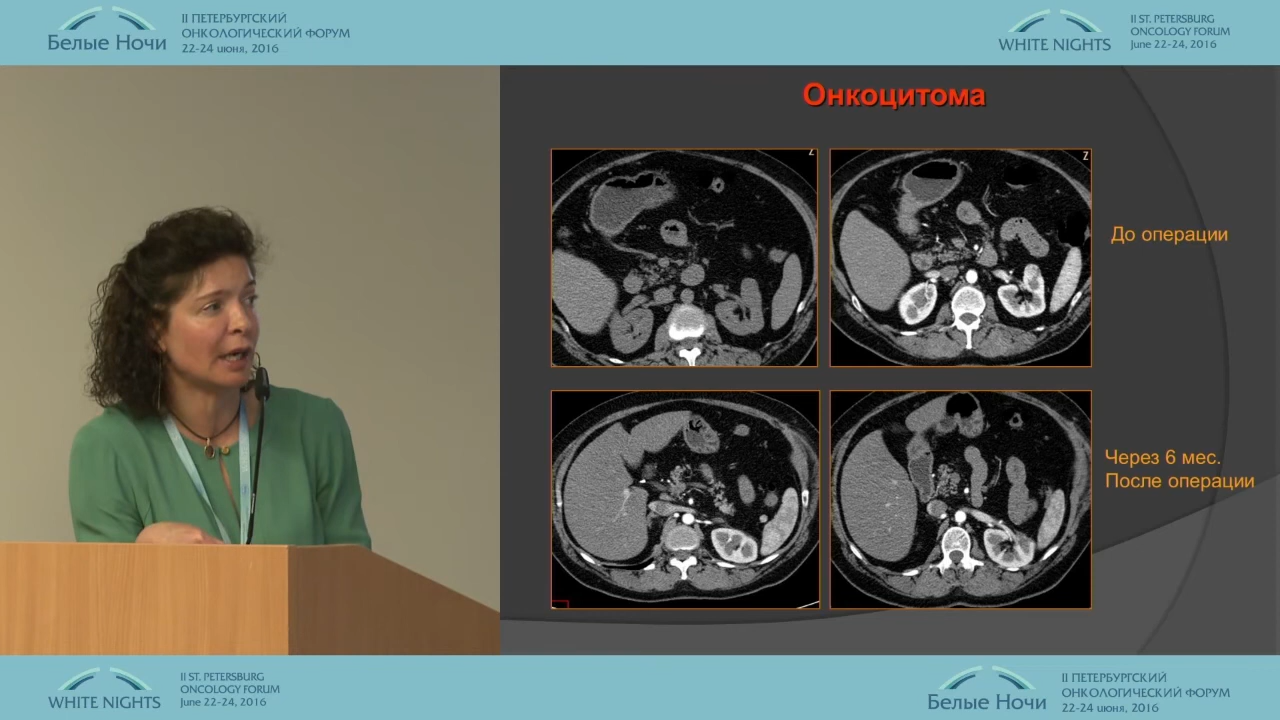 Белые Ночи
II ПЕТЕРБУРГСКИЙ
ОНКОЛОГИЧЕСКИЙ ФОРУМ
22-24 июня, 2016
WHITE NIGHTS
II ST. PETERSBURG
ONCOLOGY FORUM
June 22-24, 2016
Онкоцитома
Z
Z
До операции
Через 6 мес.
После операции
WHITE NIGHTS
II ST. PETERSBURG
ONCOLOGY FORUM
June 22-24, 2016
Белые Ночи
II ПЕТЕРБУРГСКИЙ
ОНКОЛОГИЧЕСКИЙ ФОРУМ
22-24 июня, 2016